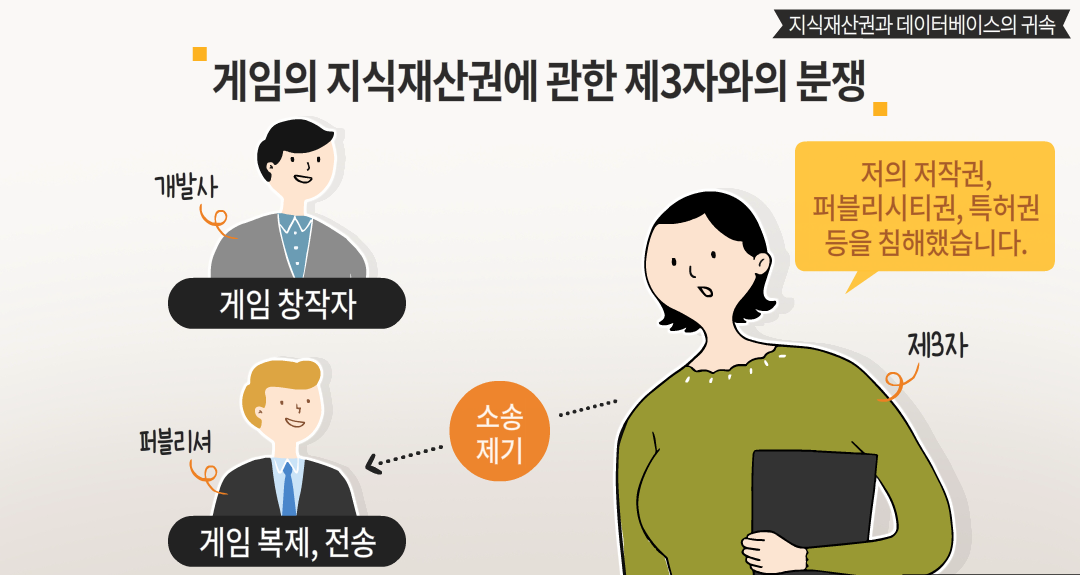 지식재산권과 데이터베이스의 귀속
게임의 지식재산권에 관한 제3자와의 분쟁
개발사
게임 창작자
저의 저작권,
퍼블리시티권, 특허권
등을 침해했습니다.
제3자
소송
제기
퍼블리셔
게임 복제, 전송